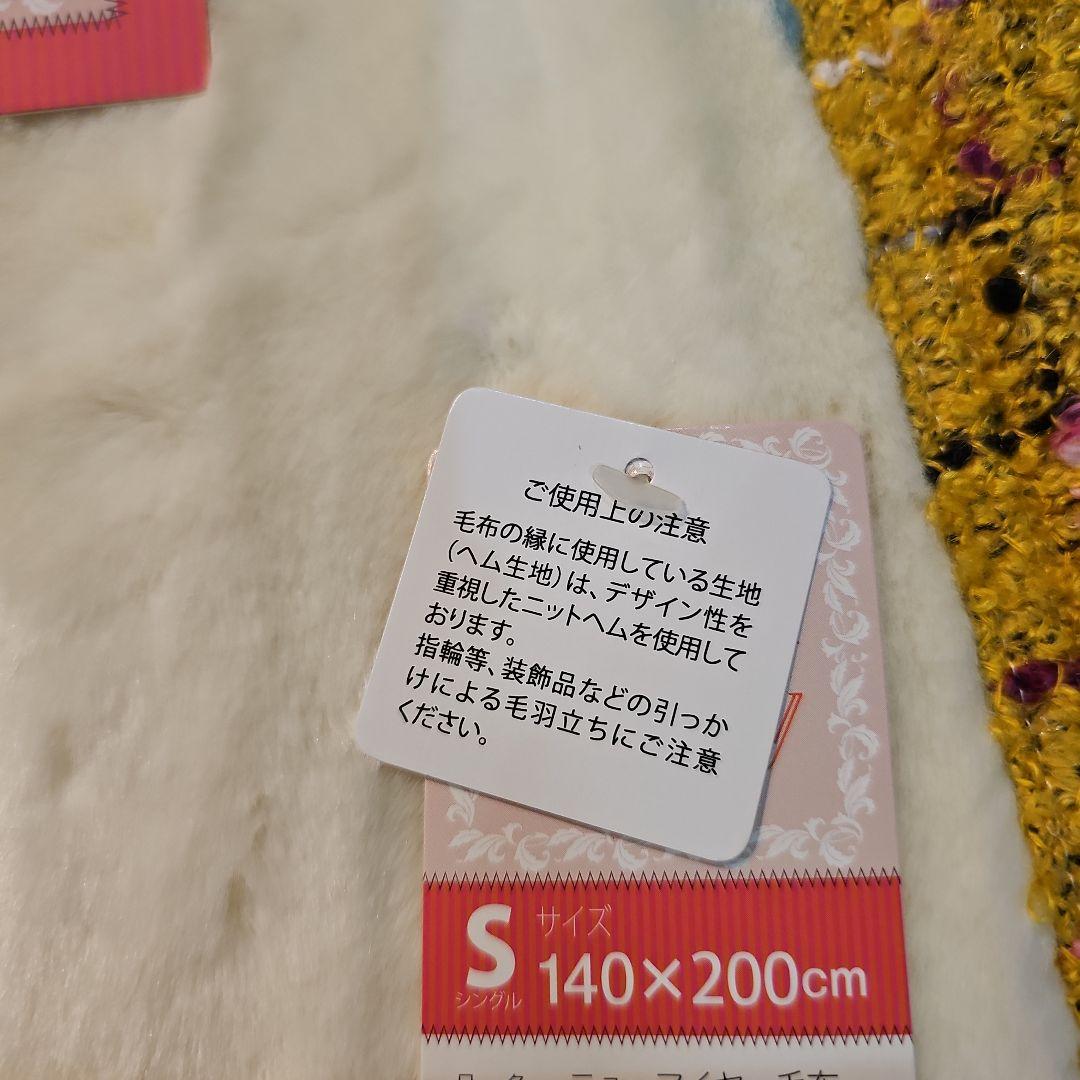 ご使用上の注意
毛布の縁に使用している生地
(ヘム生地)は、デザイン性を
重視したニットヘムを使用して
おります。
指輪等、装飾品などの引っか
けによる毛羽立ちにご注意
ください。
S サイズ
シングル 140×200cm